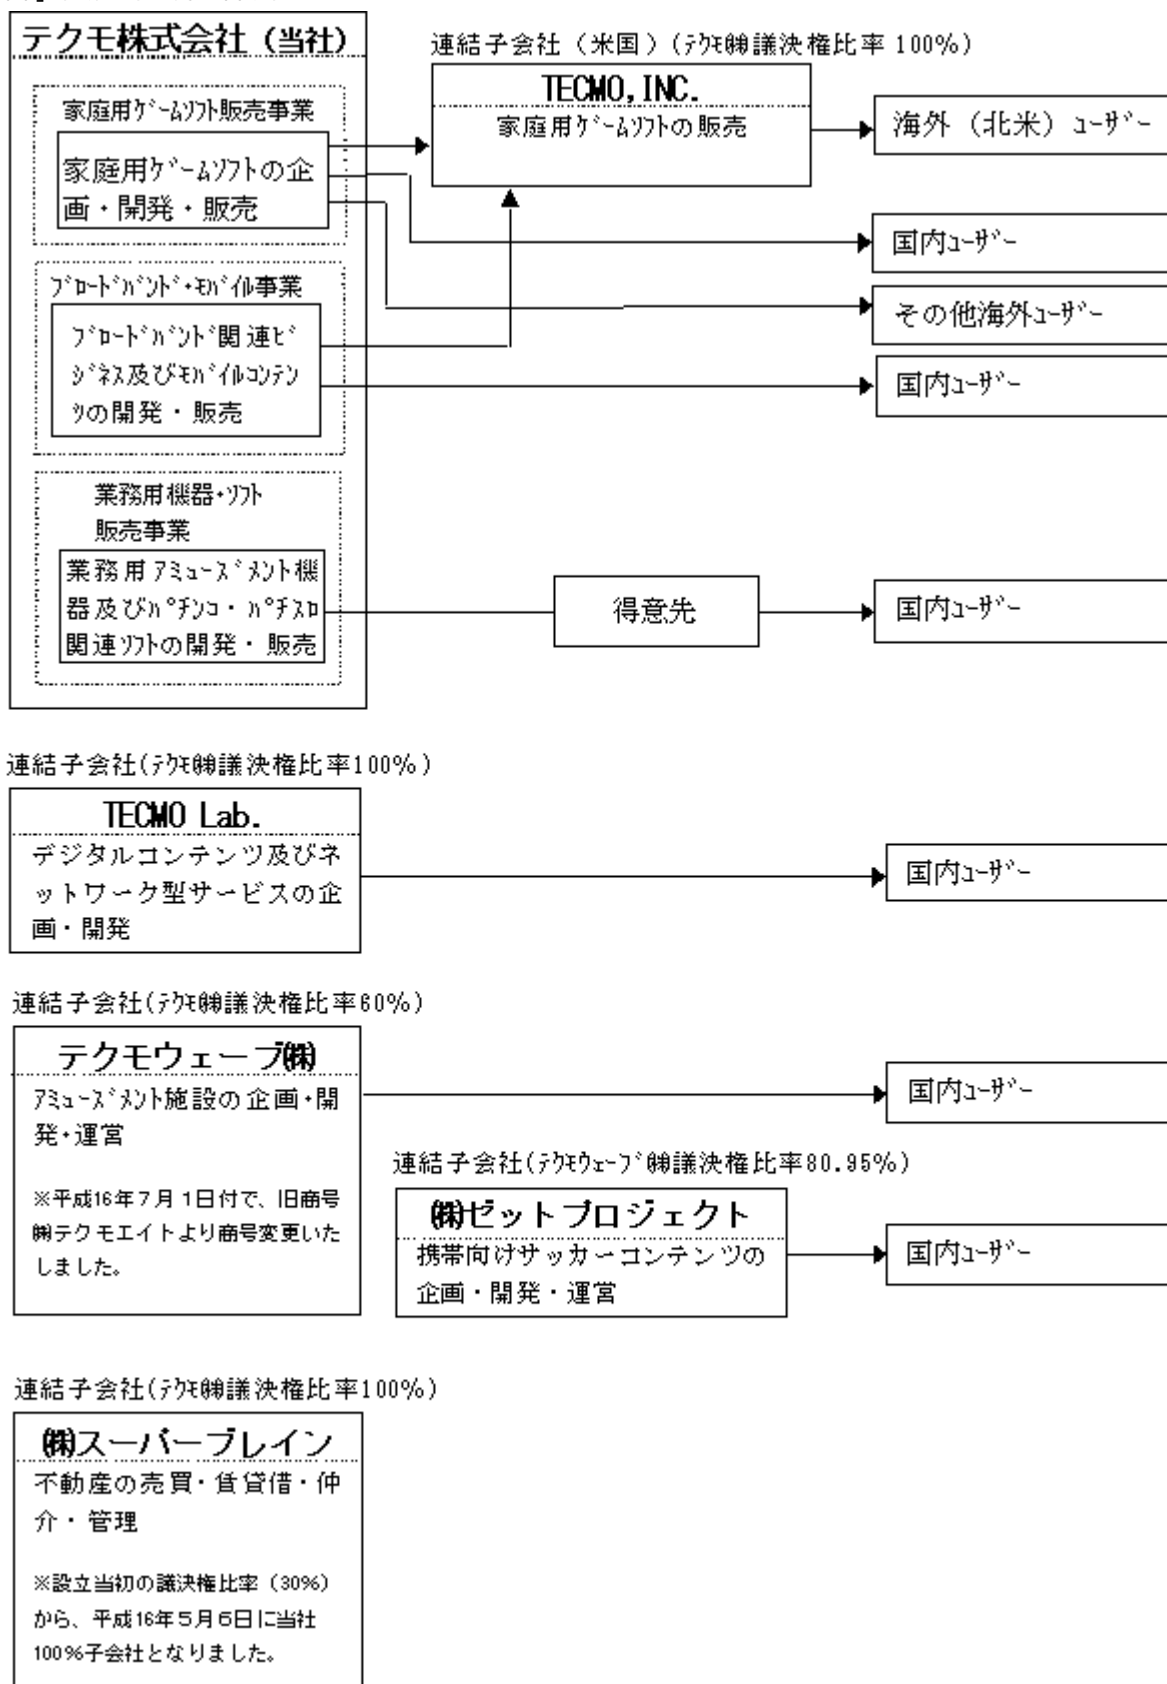 テクモ株式会社（当社）
家庭用ｹﾞｰﾑｿﾌﾄ販売事業
家庭用ｹﾞｰﾑｿﾌﾄの企
画・開発・販売
ﾌﾞﾛｰﾄﾞﾊﾞﾝﾄﾞ・ﾓﾊﾞｲﾙ事業
ﾌﾞﾛｰﾄﾞﾊﾞﾝﾄﾞ関連ﾋﾞ
ｼﾞﾈｽ及びﾓﾊﾞｲﾙｺﾝﾃﾝ
ﾂの開発・販売
業務用機器・ｿﾌﾄ
販売事業
業務用ｱﾐｭｰｽﾞﾒﾝﾄ機
器及びﾊﾟﾁﾝｺ・ﾊﾟﾁｽﾛ
関連ｿﾌﾄの開発・販売
連結子会社（米国）(ﾃｸﾓ㈱議決権比率 100%)
TECMO, INC.
家庭用ｹﾞｰﾑｿﾌﾄの販売
海外（北米）ﾕｰｻﾞｰ
国内ﾕｰｻﾞｰ
その他海外ﾕｰｻﾞｰ
国内ﾕｰｻﾞｰ
得意先
国内ﾕｰｻﾞｰ
連結子会社(ﾃｸﾓ㈱議決権比率100%)
TECMO Lab.
デジタルコンテンツ及びネ
ットワーク型サービスの企
画・開発
国内ﾕｰｻﾞｰ
連結子会社(ﾃｸﾓ㈱議決権比率60%)
テクモウェーブ㈱
ｱﾐｭｰｽﾞﾒﾝﾄ施設の企画・開
発・運営
※平成16年７月１日付で、旧商号
㈱テクモエイトより商号変更いた
しました。
国内ﾕｰｻﾞｰ
連結子会社(ﾃｸﾓｳｪｰﾌﾞ㈱議決権比率80.95%)
㈱ゼットプロジェクト
携帯向けサッカーコンテンツの
企画・開発・運営
国内ﾕｰｻﾞｰ
連結子会社(ﾃｸﾓ㈱議決権比率100%)
㈱スーパーブレイン
不動産の売買・賃貸借・仲
介・管理
※設立当初の議決権比率（30%）
から、平成16年５月６日に当社
100%子会社となりました。